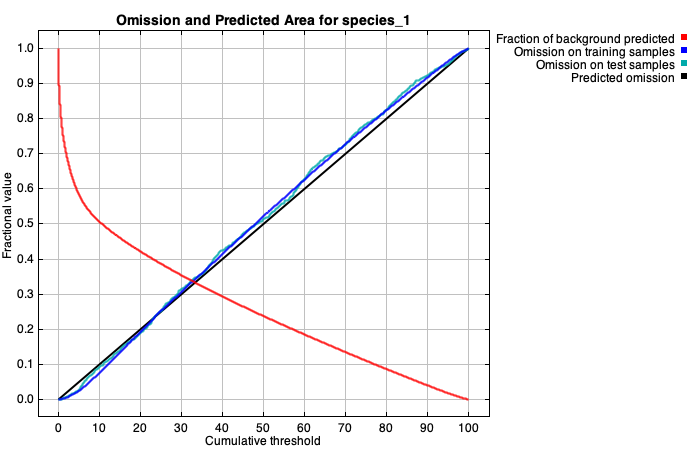 Omission and Predicted Area for species_1
Fraction of background predicted
Omission on training samples
Omission on test samples
Predicted omission
Fractional value
1.0
0.9
0.8
0.7
0.6
0.5
0.4
0.3
0.2
0.1
0.0
0 10 20 30 40 50 60 70 80 90 100
Cumulative threshold